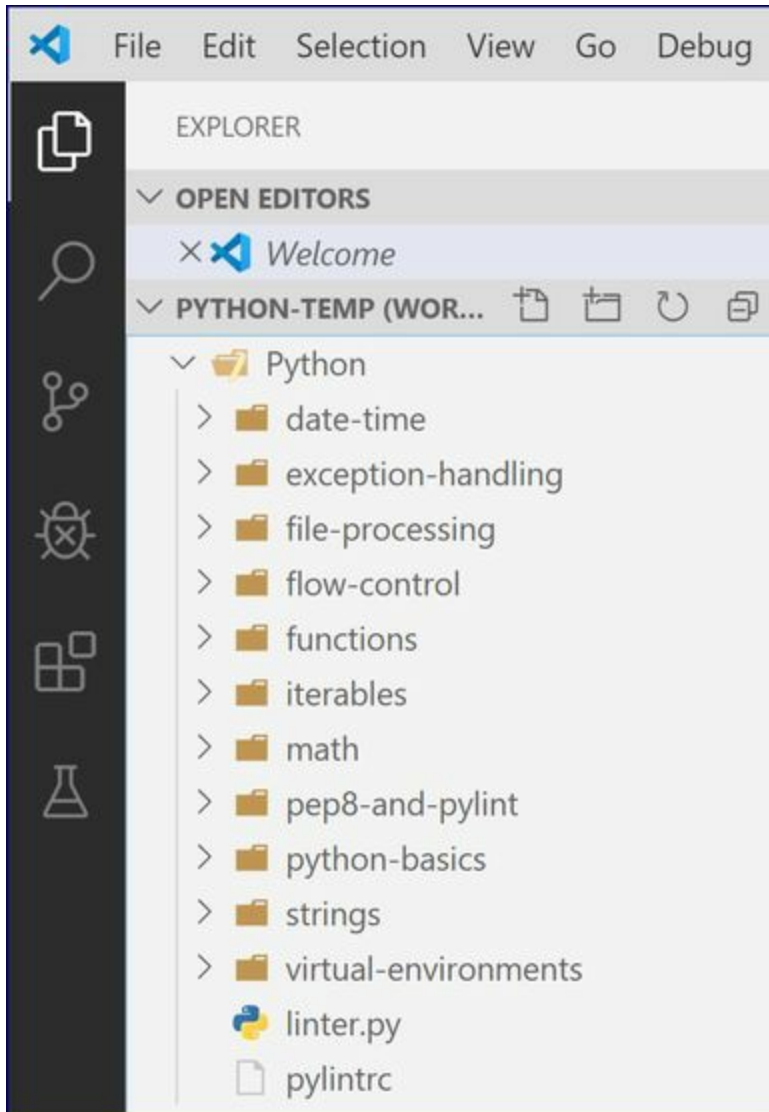 File Edit Selection View Go Debug
EXPLORER
OPEN EDITORS
Welcome
PYTHON-TEMP (WOR...
Python
date-time
exception-handling
file-processing
flow-control
functions
iterables
math
pep8-and-pylint
python-basics
strings
virtual-environments
linter.py
pylintrc